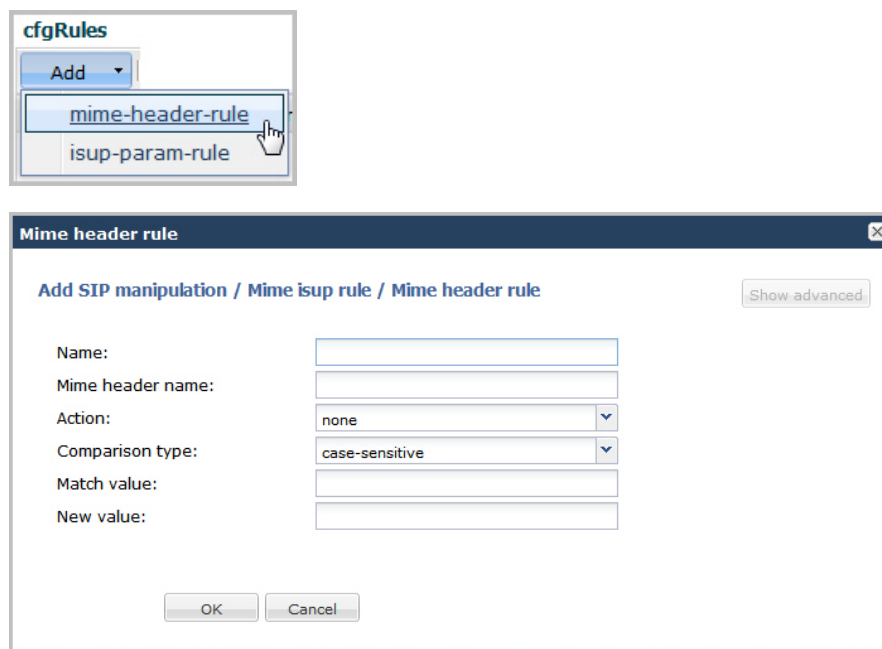 cfgRules
Add
mime-header-rule
isup-param-rule
Mime header rule
Add SIP manipulation / Mime isup rule / Mime header rule
Show advanced
Name:
Mime header name:
Action: none
Comparison type: case-sensitive
Match value:
New value:
OK Cancel